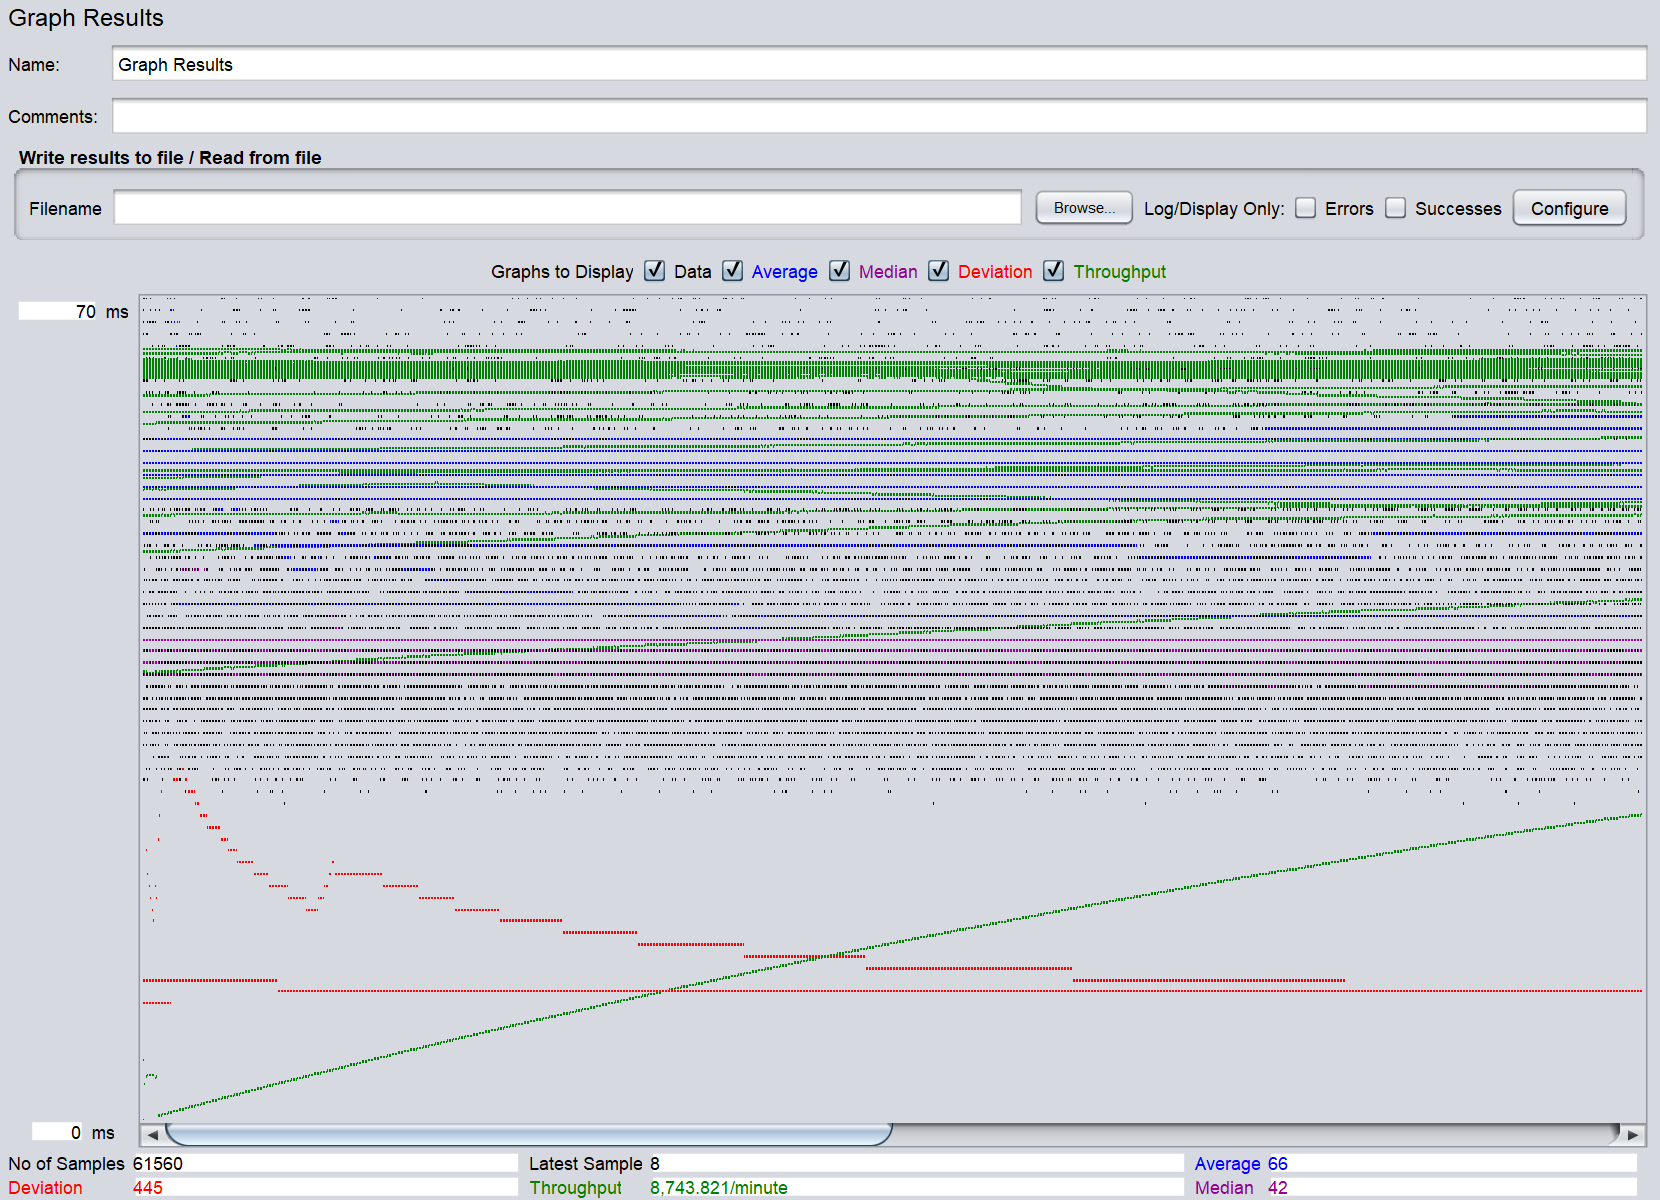 Graph Results
Name: Graph Results
Comments:
Write results to file / Read from file
Filename Browse... Log/Display Only: Errors Successes Configure
Graphs to Display Data Average Median Deviation Throughput
70 ms
0 ms
No of Samples 61560 Latest Sample 8 Average 66
Deviation 445 Throughput 8,743.821/minute Median 42